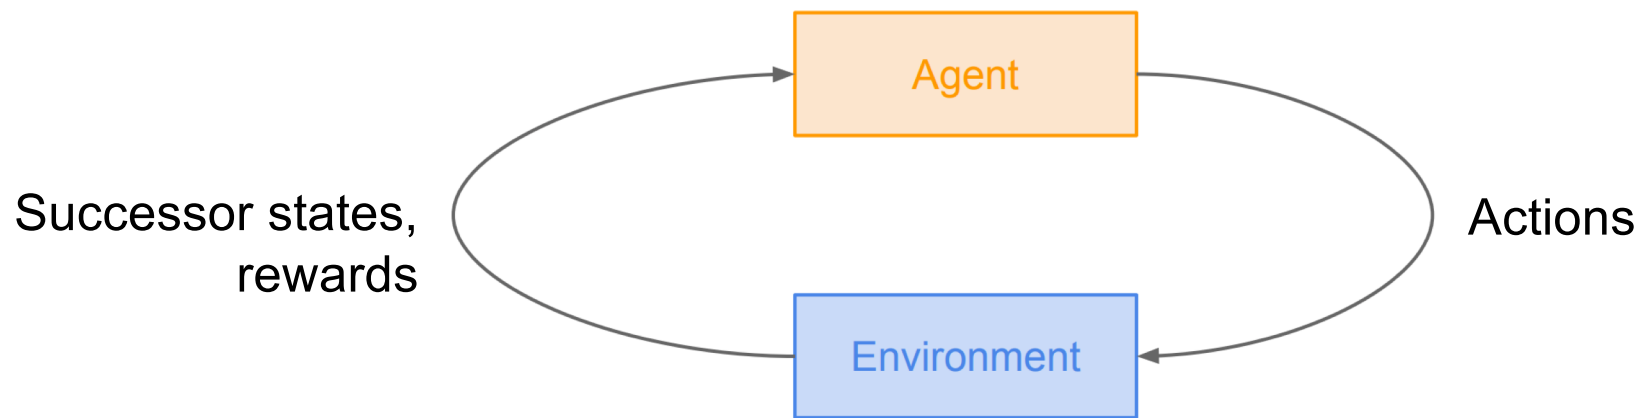 Agent
Successor states,
rewards
Actions
Environment